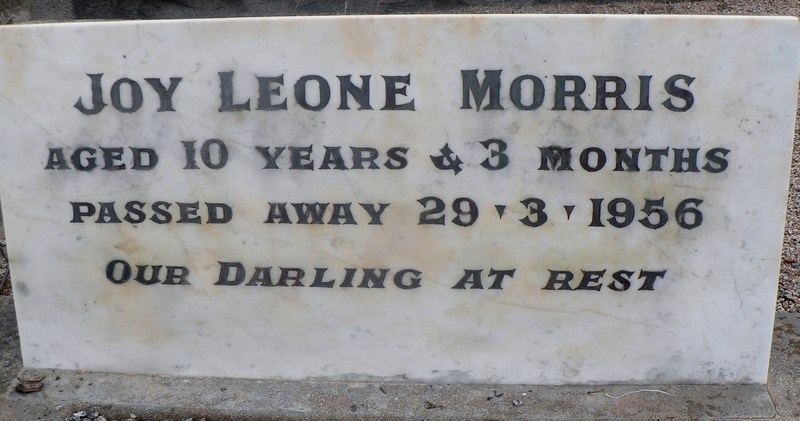 Joy Leone Morris
aged 10 years & 3 months
passed away 29 · 3 · 1956
Our Darling at rest